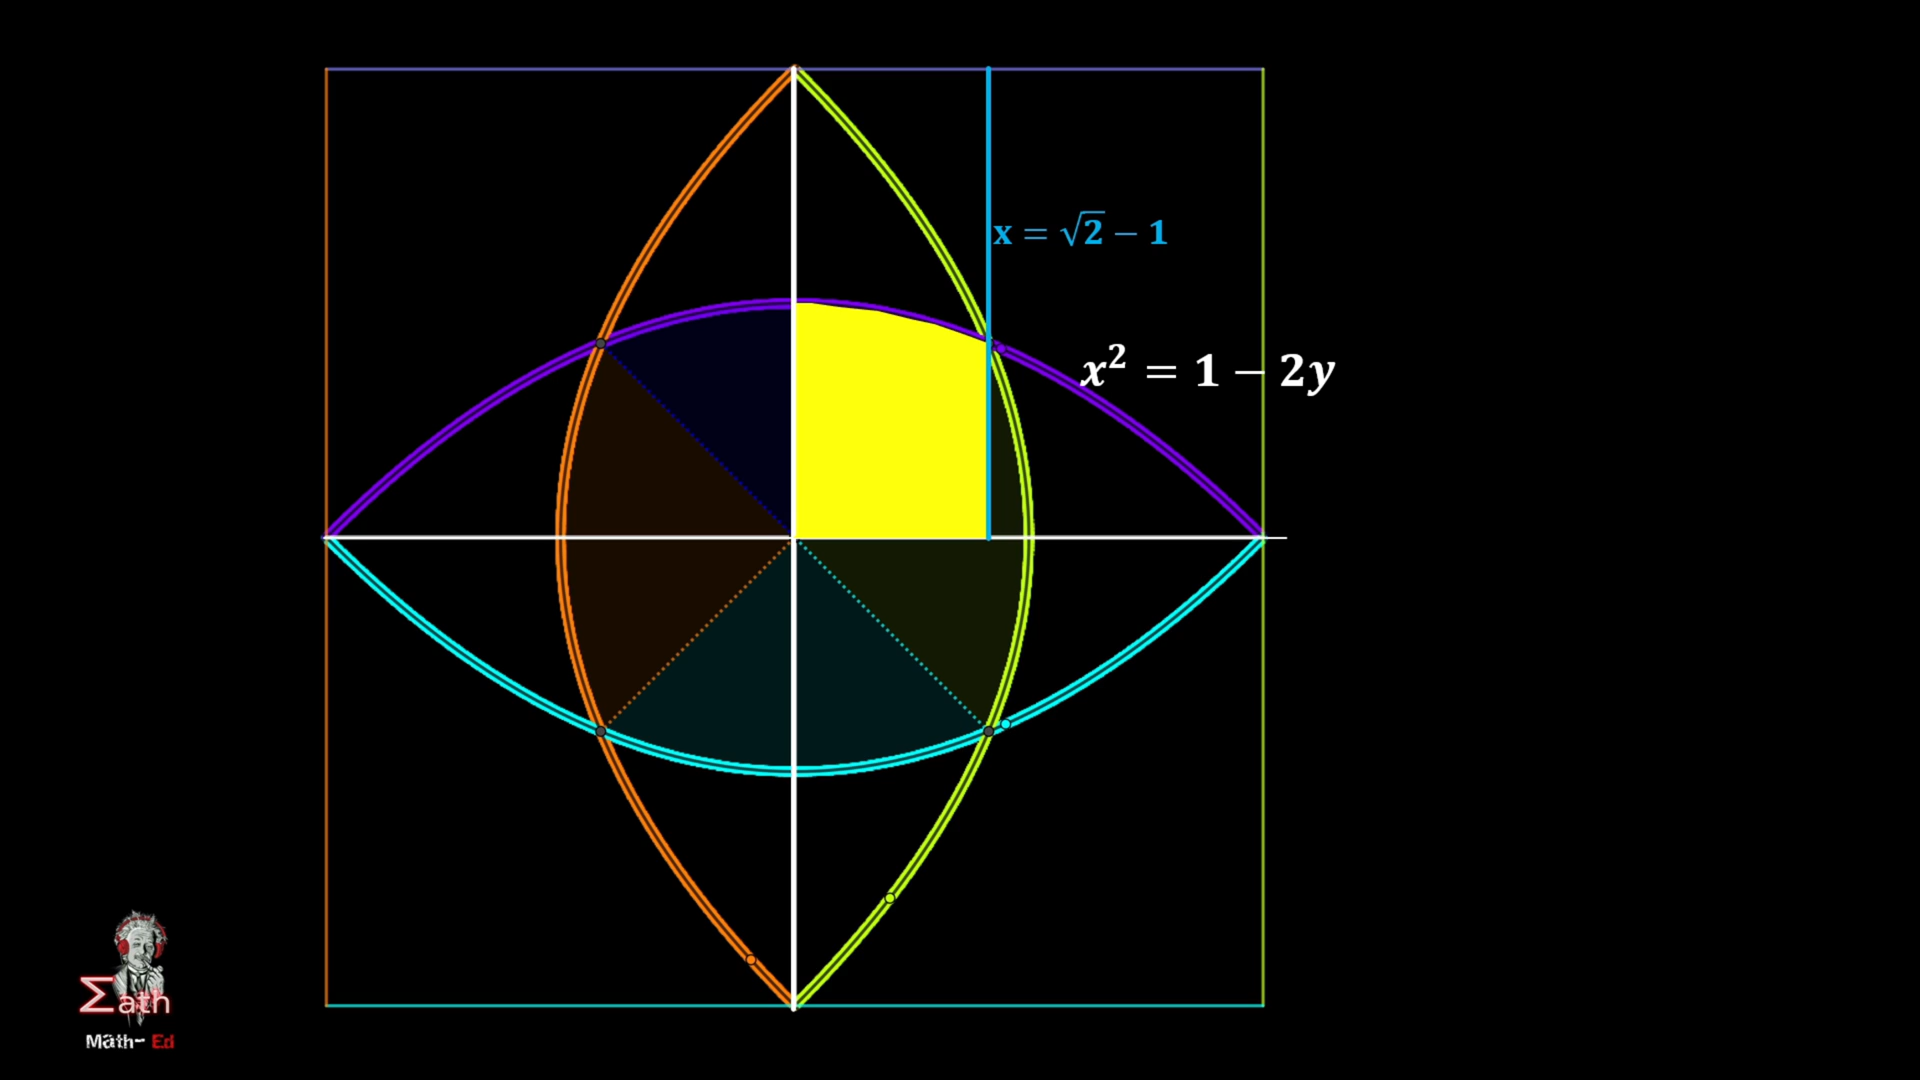 x = √2 − 1
x² = 1 − 2y
Σath
Math- Ed